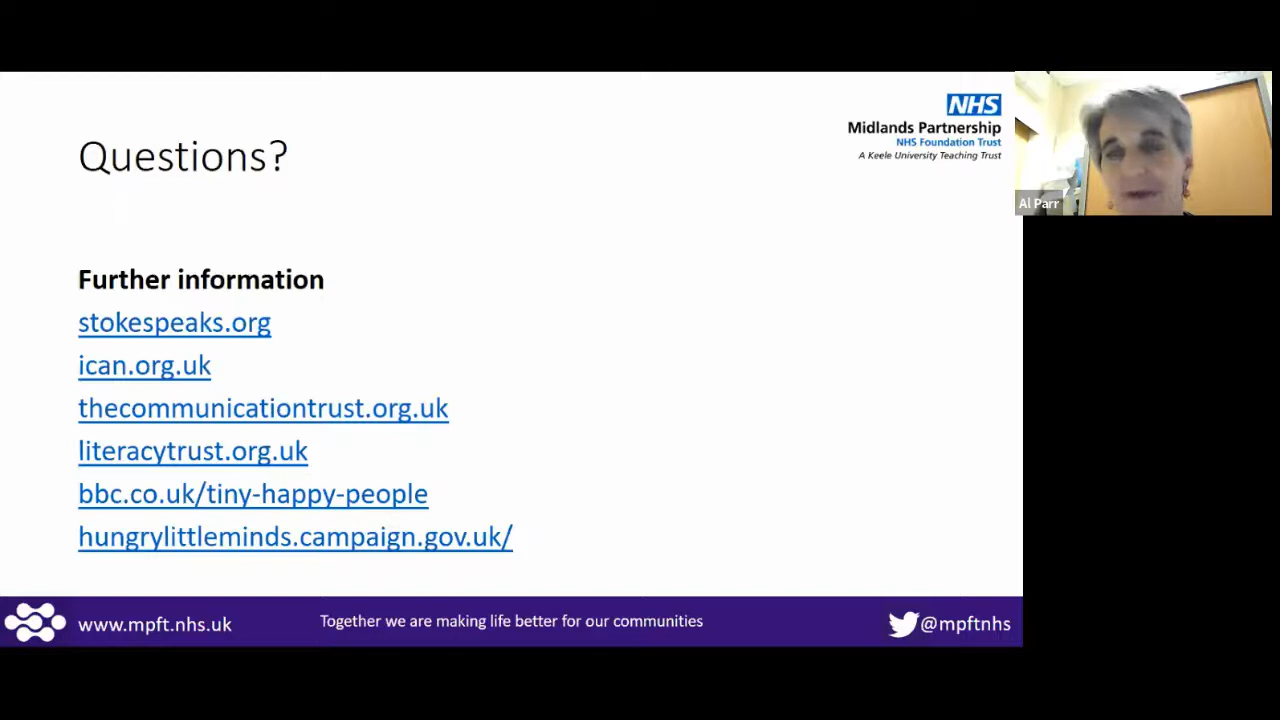 NHS
Midlands Partnership
NHS Foundation Trust
A Keele University Teaching Trust
Al Parr
Questions?
Further information
stokespeaks.org
ican.org.uk
thecommunicationtrust.org.uk
literacytrust.org.uk
bbc.co.uk/tiny-happy-people
hungrylittleminds.campaign.gov.uk/
www.mpft.nhs.uk
Together we are making life better for our communities
@mpftnhs